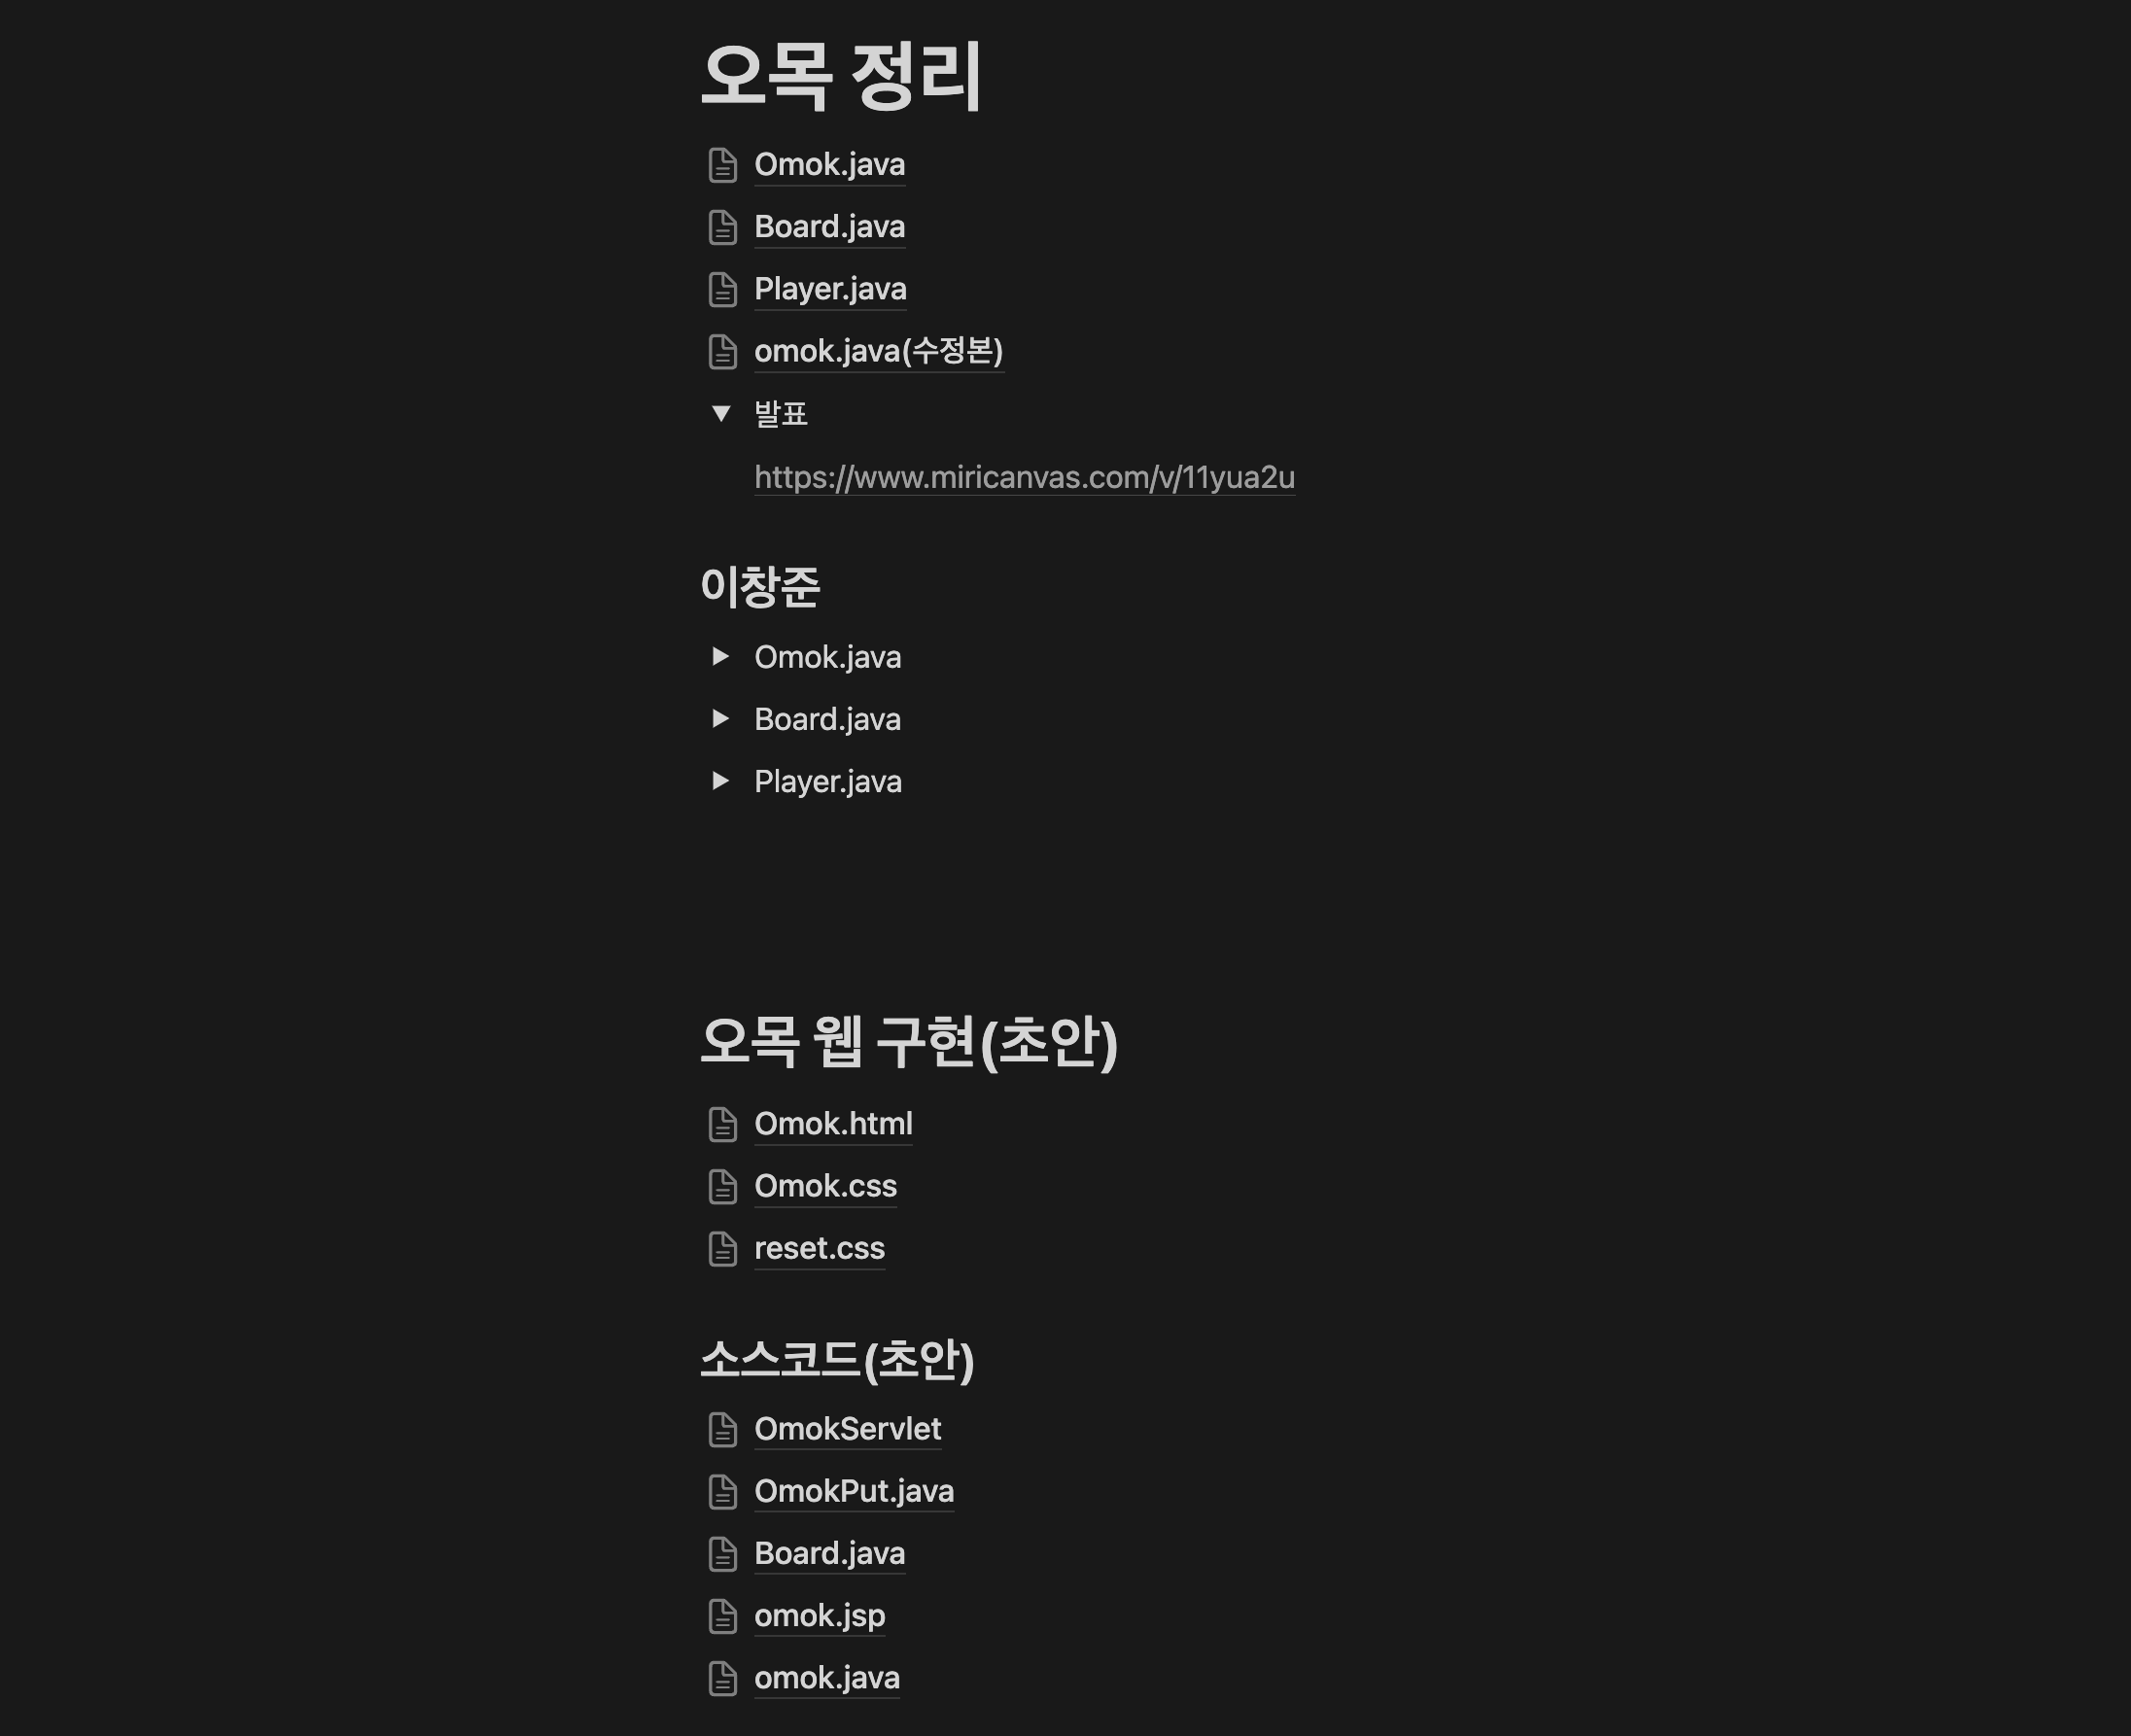 오목 정리
Omok.java
Board.java
Player.java
omok.java(수정본)
발표
https://www.miricanvas.com/v/11yua2u
이창준
Omok.java
Board.java
Player.java
오목 웹 구현(초안)
Omok.html
Omok.css
reset.css
소스코드(초안)
OmokServlet
OmokPut.java
Board.java
omok.jsp
omok.java